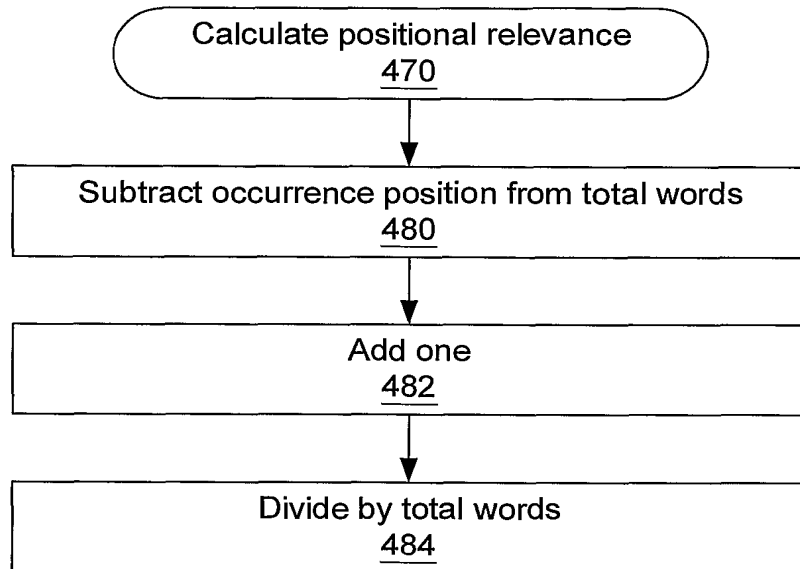 Calculate positional relevance
470
Subtract occurrence position from total words
480
Add one
482
Divide by total words
484